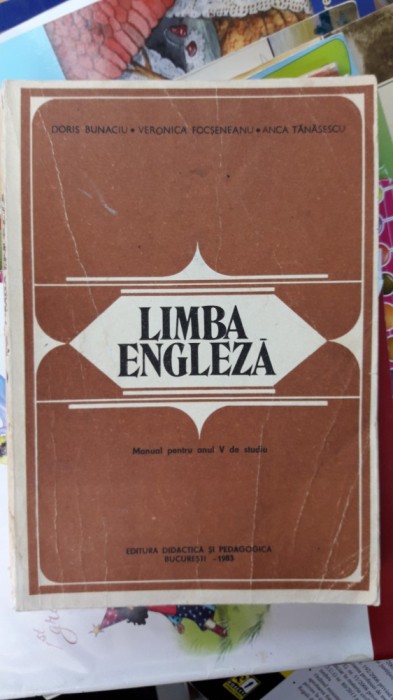 DORIS BUNACIU • VERONICA FOCȘENEANU • ANCA TĂNĂSESCU
LIMBA
ENGLEZĂ
Manual pentru anul V de studiu
EDITURA DIDACTICĂ ȘI PEDAGOGICĂ
BUCUREȘTI - 1983